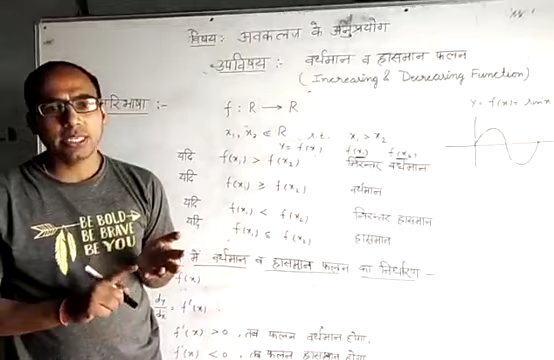 विषय: अवकलज के अनुप्रयोग
उपविषय :- वर्धमान व ह्रासमान फलन
( Increasing & Decreasing Function)
परिभाषा :-
f : R → R
y = f(x) = sin x
x₁, x₂ ∈ R s.t. x₁ > x₂
y = f(x) f(x₁) f(x₂)
यदि f(x₁) > f(x₂) निरन्तर वर्धमान
यदि f(x₁) ≥ f(x₂) वर्धमान
यदि f(x₁) < f(x₂) निरन्तर ह्रासमान
यदि f(x₁) ≤ f(x₂) ह्रासमान
में वर्धमान व ह्रासमान फलन का निर्धारण -
f(x)
dy/dx = f'(x)
f'(x) > 0 , तब फलन वर्धमान होगा,
f'(x) < 0 , तब फलन ह्रासमान होगा
BE BOLD
BE BRAVE
BE YOU